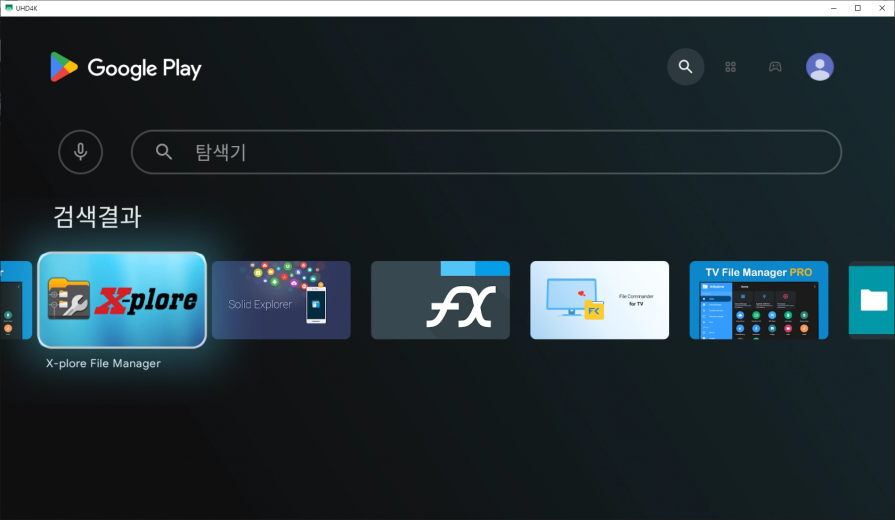 UHD4K
Google Play
탐색기
검색결과
X-plore
Solid Explorer
FX
File Commander
for TV
FX
TV File Manager PRO
X-plore File Manager